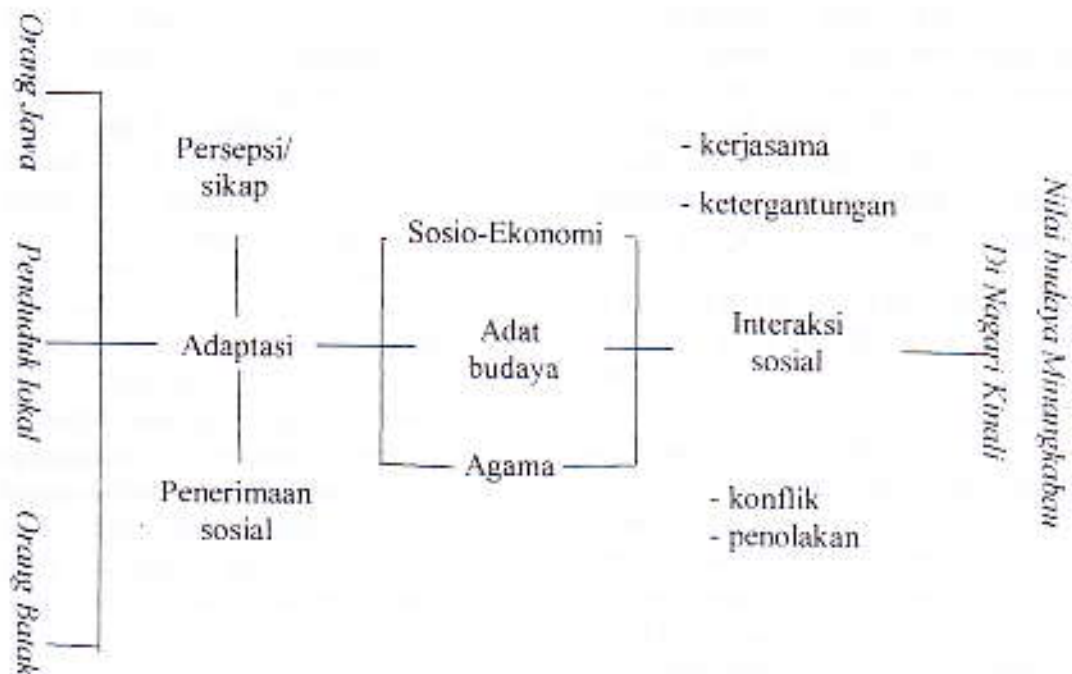 Orang Jawa
Penduduk lokal
Orang Batak
Persepsi/
sikap
Adaptasi
Penerimaan
sosial
Sosio-Ekonomi
Adat
budaya
Agama
- kerjasama
- ketergantungan
Interaksi
sosial
- konflik
- penolakan
Nilai budaya Minangkabau
Di Nagari Kinali